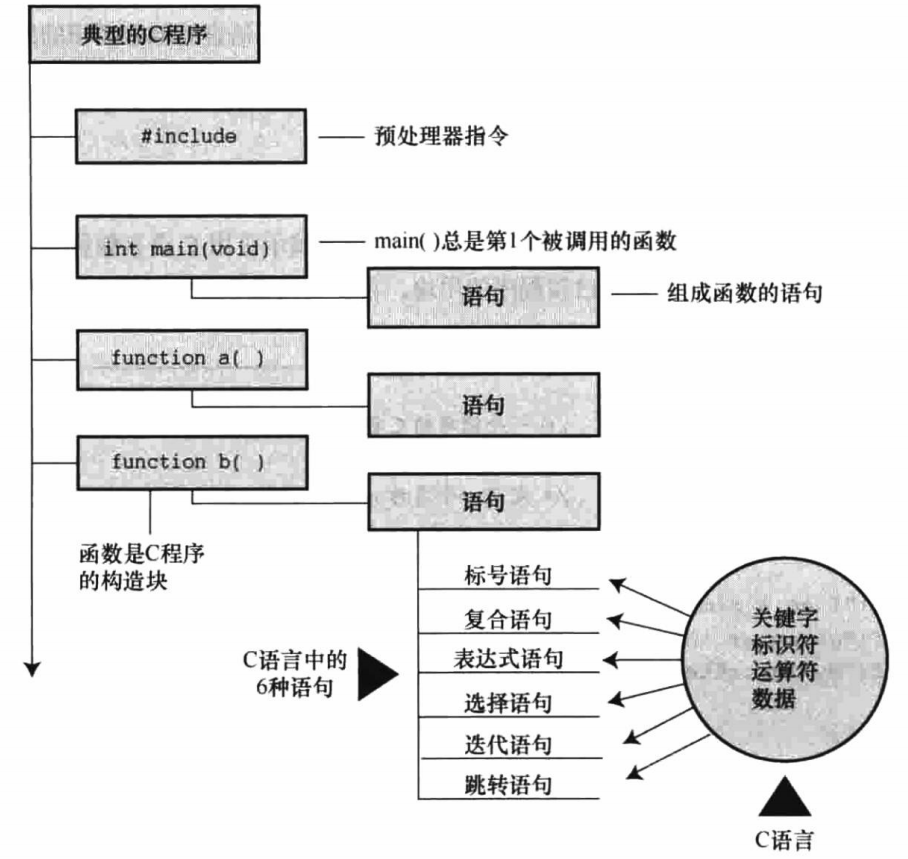 典型的C程序
#include
预处理器指令
int main(void)
main( )总是第1个被调用的函数
语句
组成函数的语句
function a( )
语句
function b( )
语句
函数是C程序
的构造块
标号语句
复合语句
表达式语句
选择语句
迭代语句
跳转语句
C语言中的
6种语句
关键字
标识符
运算符
数据
C语言